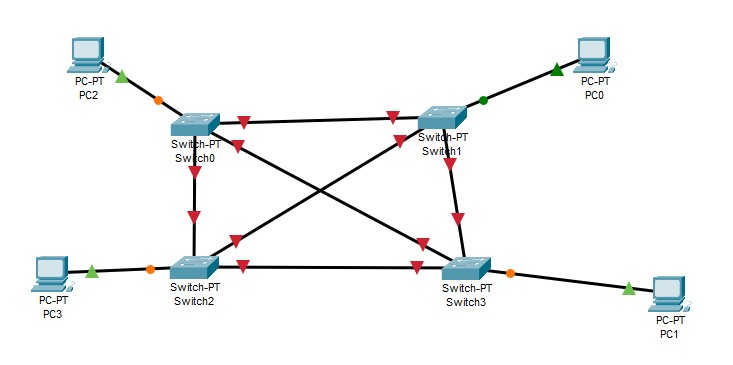 PC-PT
PC2
PC-PT
PC0
Switch-PT
Switch0
Switch-PT
Switch1
PC-PT
PC3
Switch-PT
Switch2
Switch-PT
Switch3
PC-PT
PC1